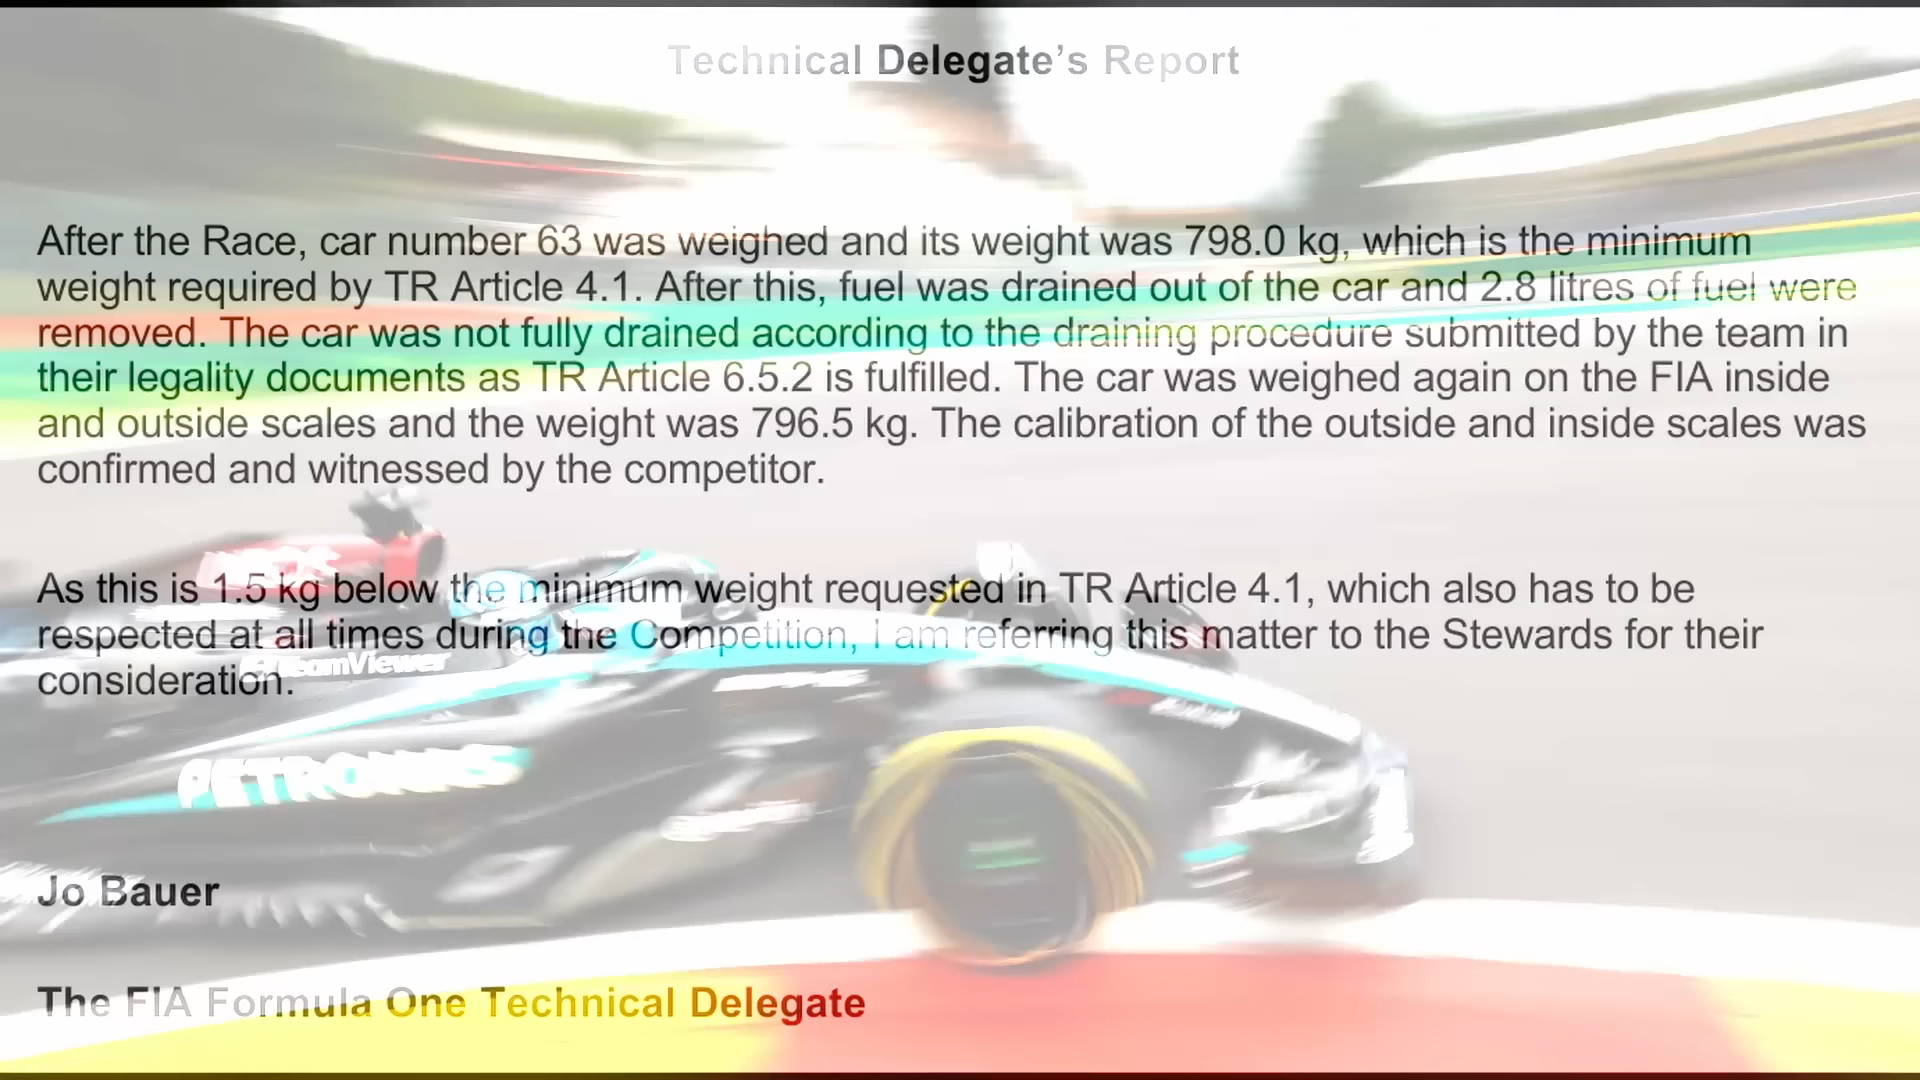 Technical Delegate’s Report
After the Race, car number 63 was weighed and its weight was 798.0 kg, which is the minimum
weight required by TR Article 4.1. After this, fuel was drained out of the car and 2.8 litres of fuel were
removed. The car was not fully drained according to the draining procedure submitted by the team in
their legality documents as TR Article 6.5.2 is fulfilled. The car was weighed again on the FIA inside
and outside scales and the weight was 796.5 kg. The calibration of the outside and inside scales was
confirmed and witnessed by the competitor.
As this is 1.5 kg below the minimum weight requested in TR Article 4.1, which also has to be
respected at all times during the Competition, I am referring this matter to the Stewards for their
consideration.
TeamViewer
PETRONAS
Jo Bauer
The FIA Formula One Technical Delegate